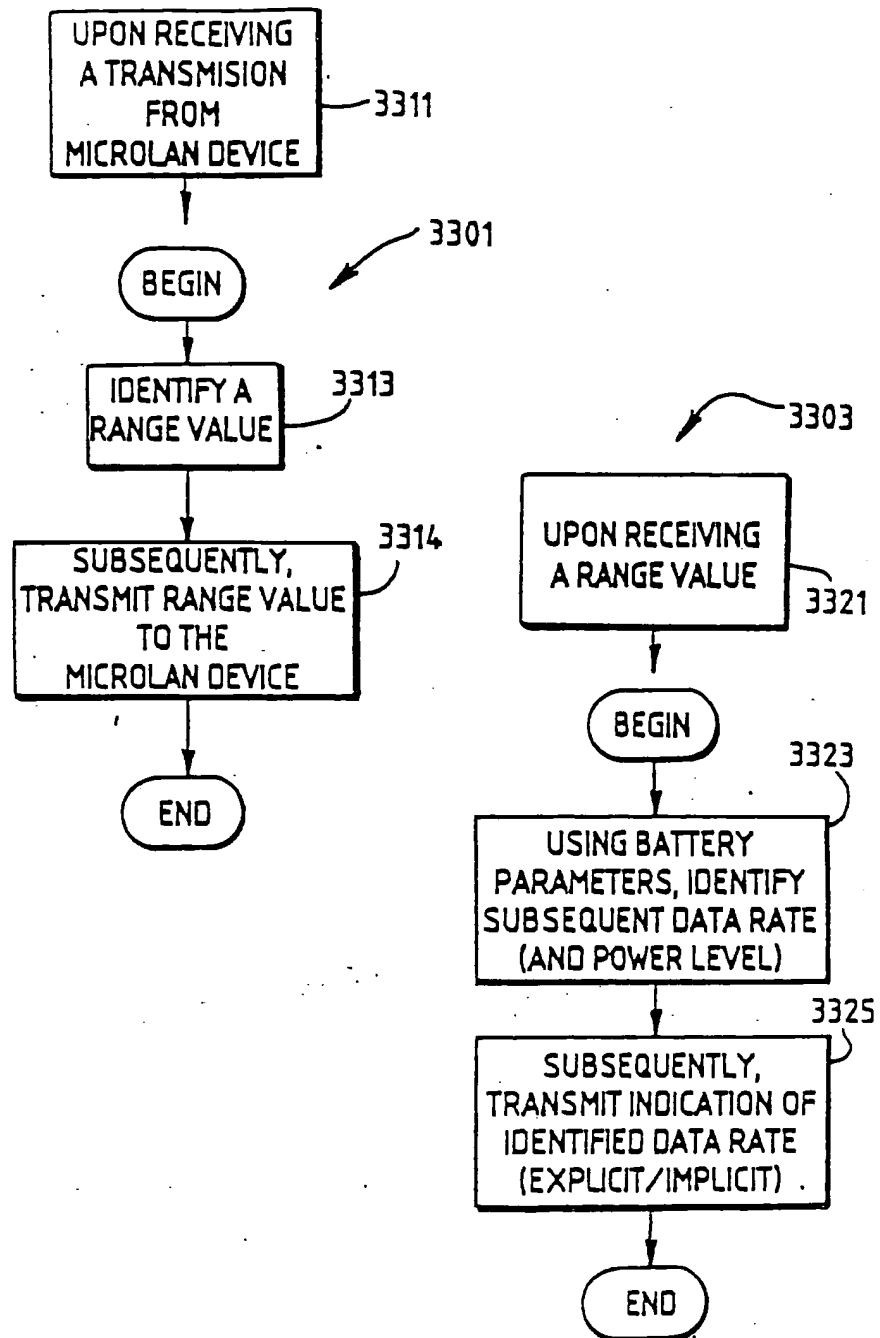 UPON RECEIVING
A TRANSMISION
FROM
MICROLAN DEVICE
3311
3301
BEGIN
IDENTIFY A
RANGE VALUE
3313
SUBSEQUENTLY,
TRANSMIT RANGE VALUE
TO THE
MICROLAN DEVICE
3314
END
3303
UPON RECEIVING
A RANGE VALUE
3321
BEGIN
3323
USING BATTERY
PARAMETERS, IDENTIFY
SUBSEQUENT DATA RATE
(AND POWER LEVEL)
3325
SUBSEQUENTLY,
TRANSMIT INDICATION OF
IDENTIFIED DATA RATE
(EXPLICIT/IMPLICIT)
END